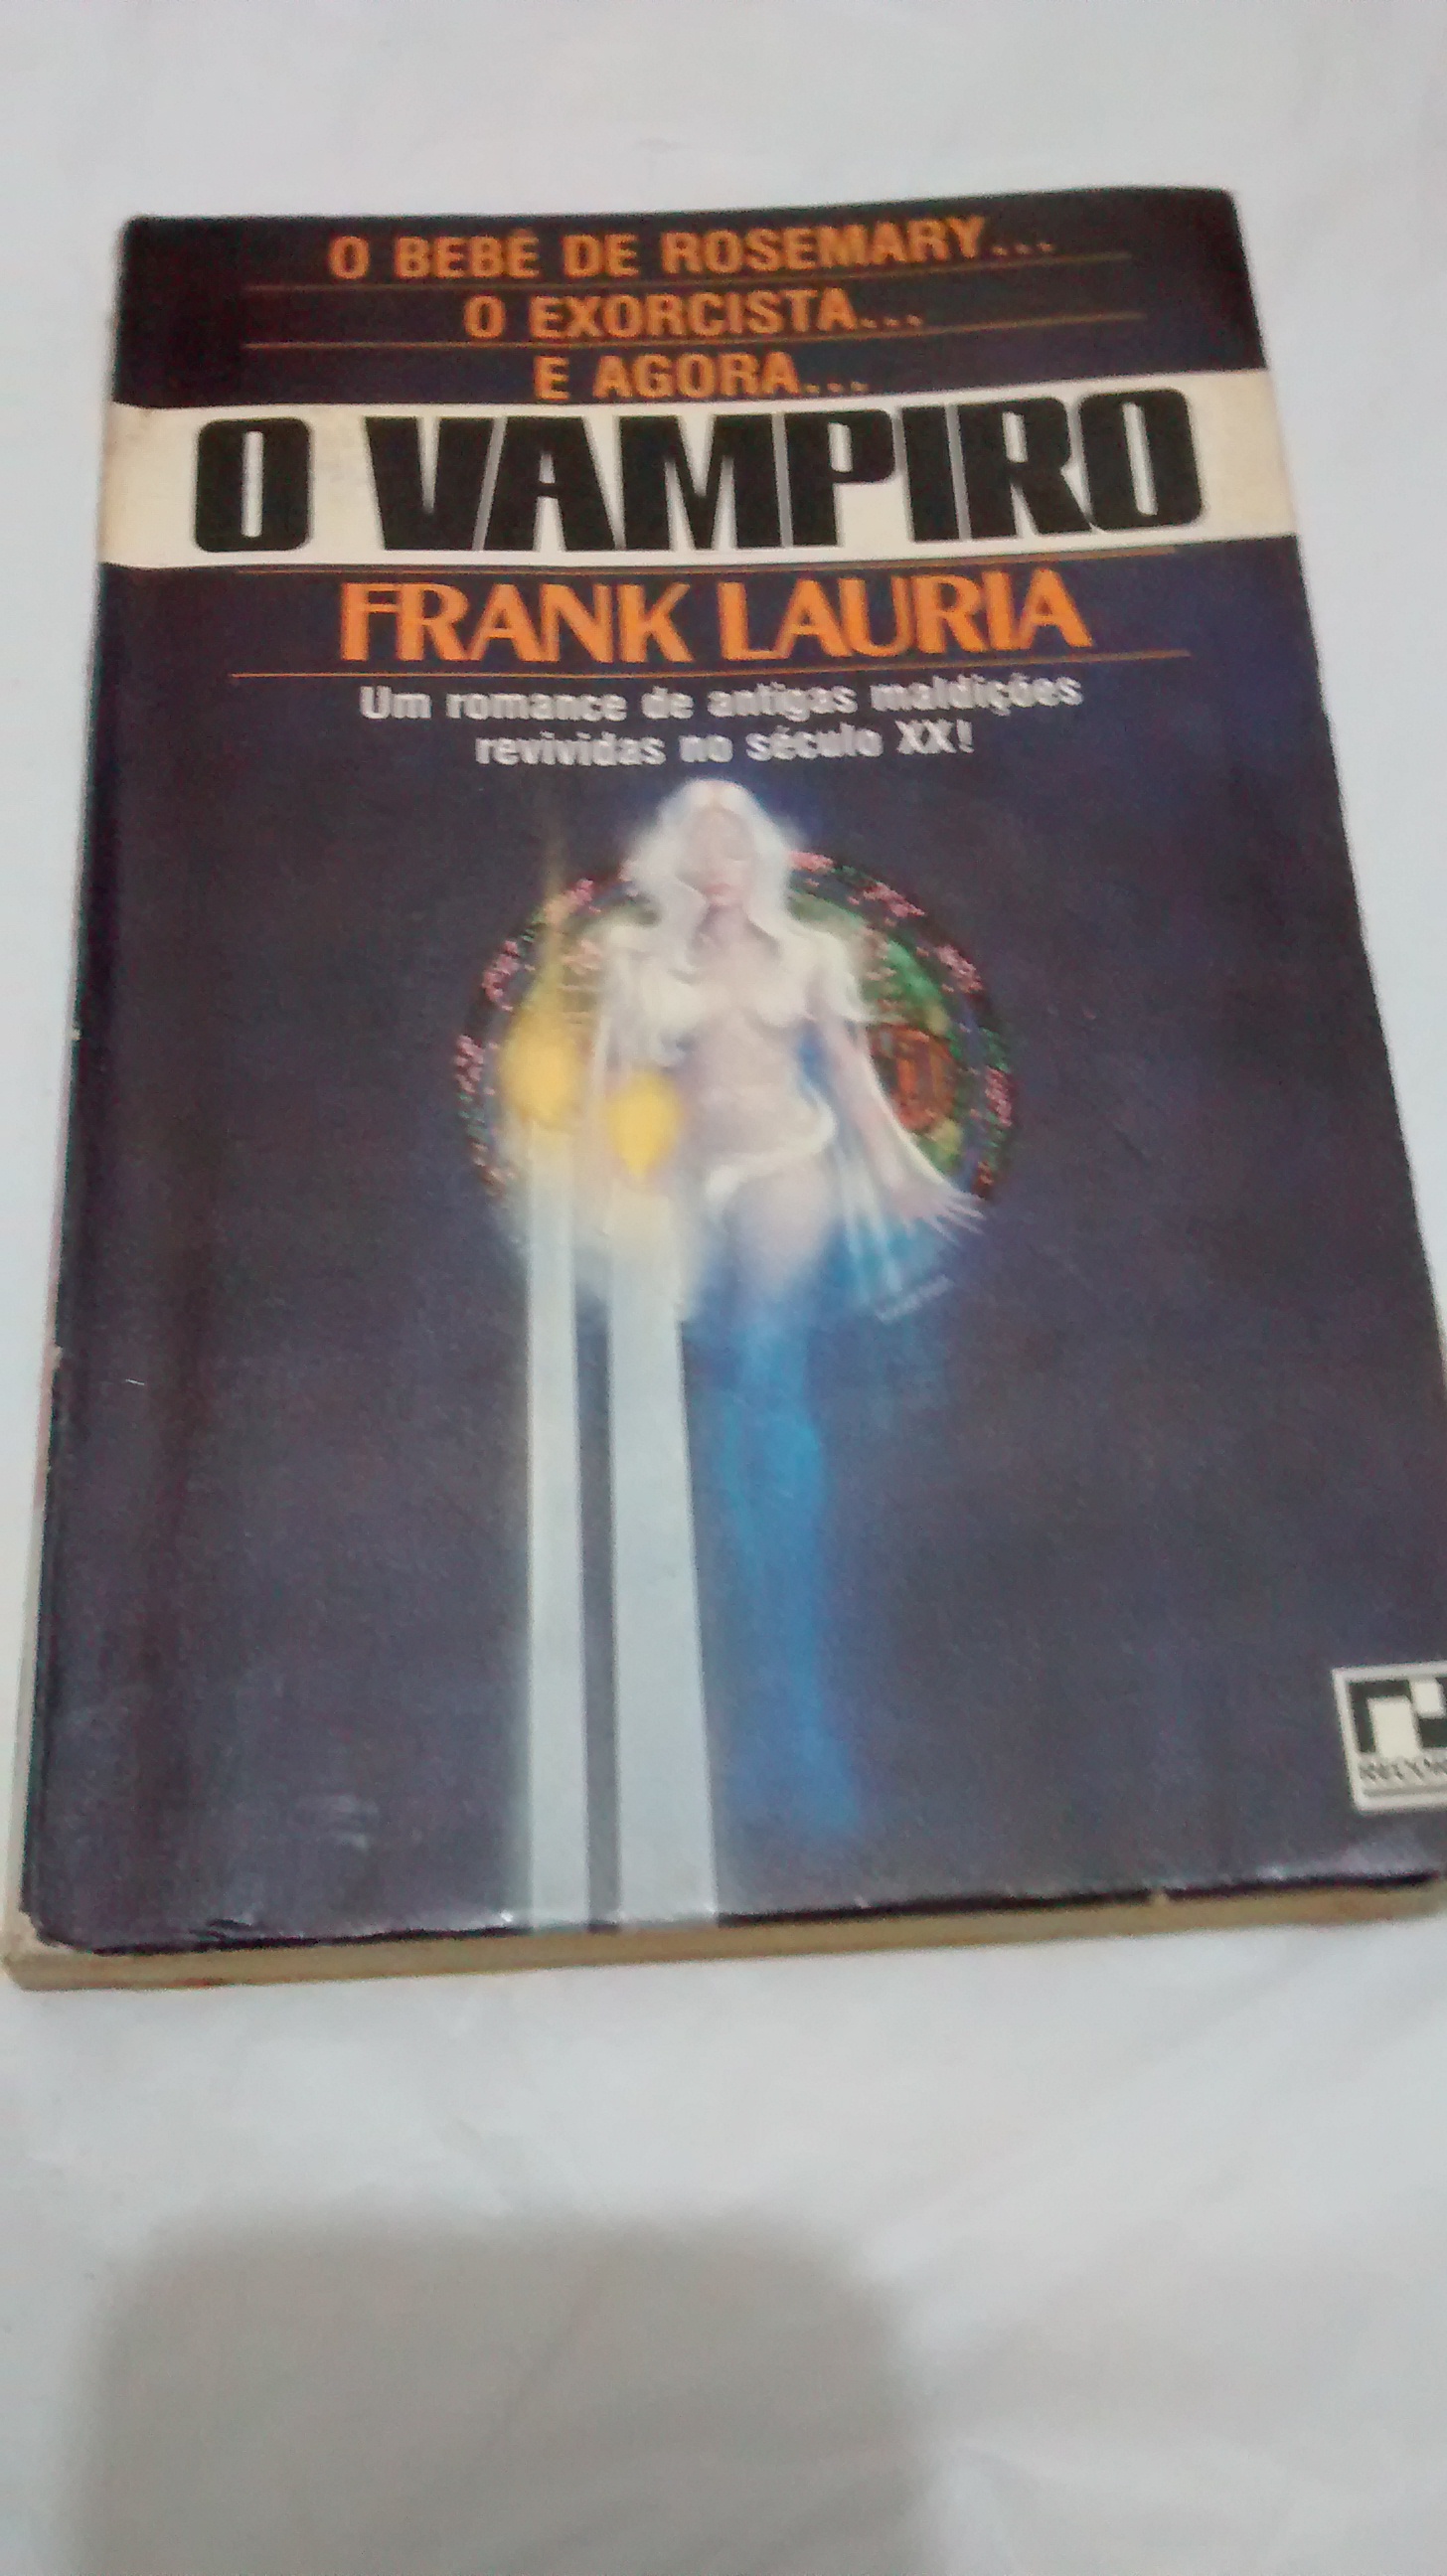 O BEBÊ DE ROSEMARY...
O EXORCISTA...
E AGORA...
O VAMPIRO
FRANK LAURIA
Um romance de antigas maldições
revividas no século XX!